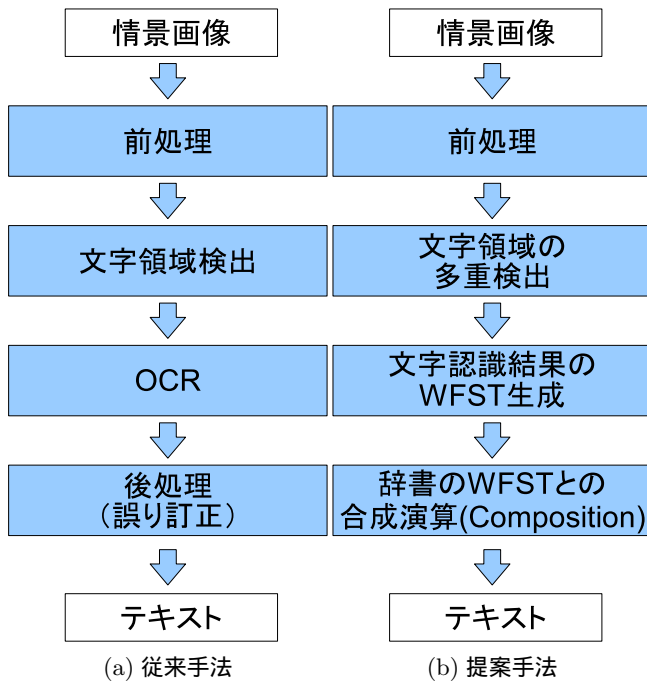 情景画像
前処理
文字領域検出
OCR
後処理
(誤り訂正)
テキスト
(a) 従来手法
情景画像
前処理
文字領域の
多重検出
文字認識結果の
WFST生成
辞書のWFSTとの
合成演算(Composition)
テキスト
(b) 提案手法